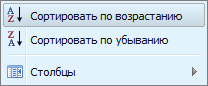 Сортировать по возрастанию
Сортировать по убыванию
Столбцы